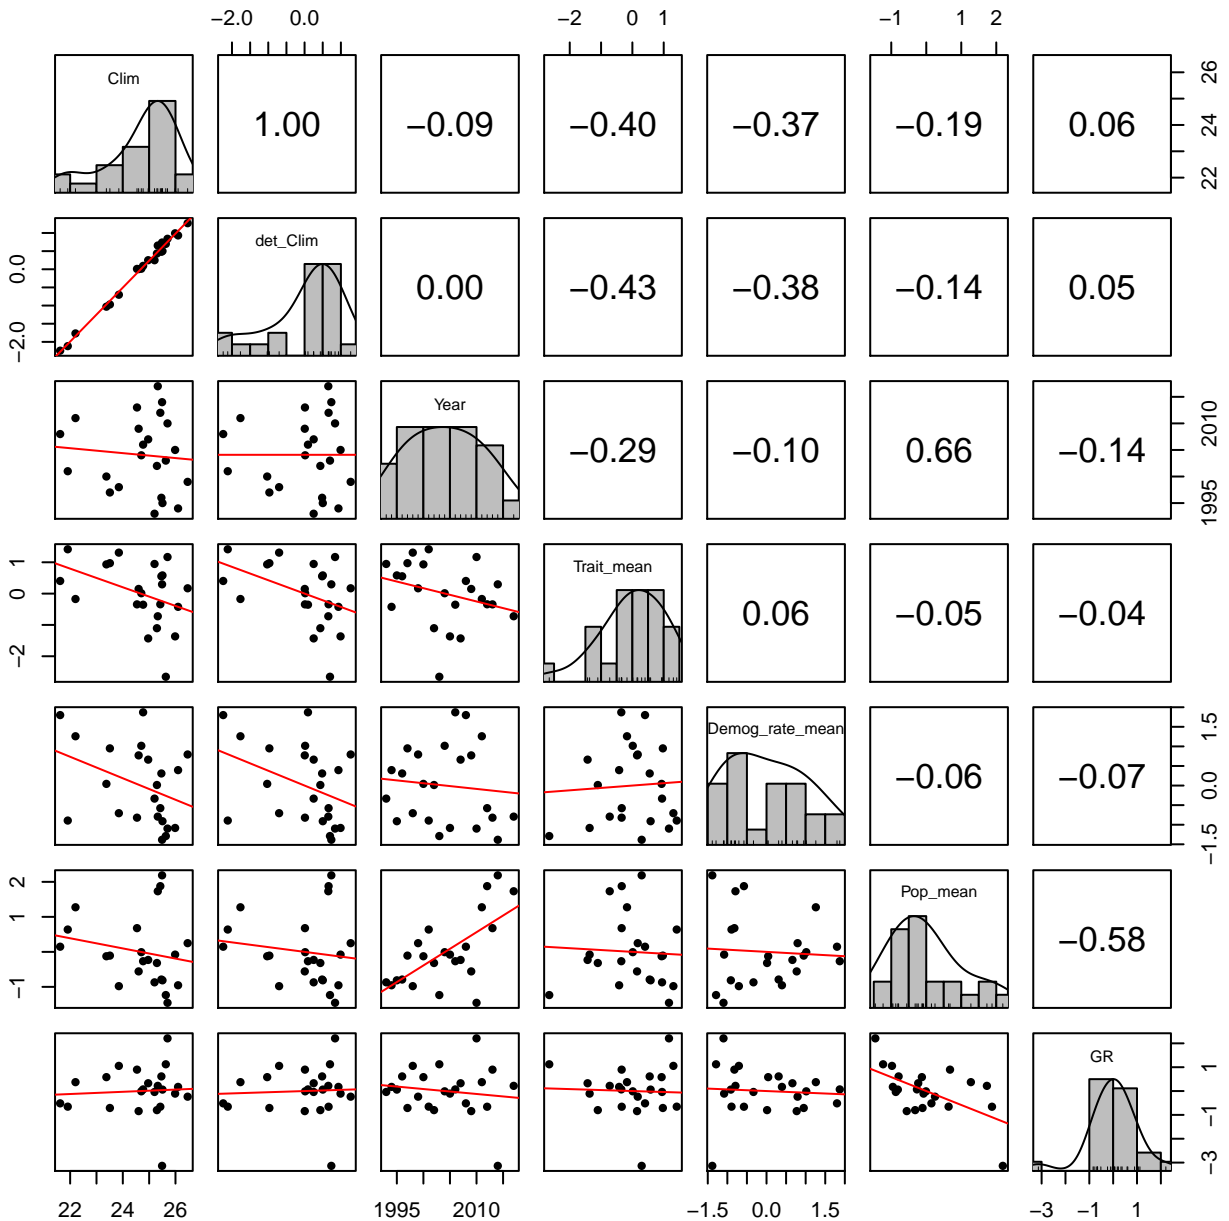 −2.0 0.0 −2 0 1 −1 1 2
Clim 1.00 −0.09 −0.40 −0.37 −0.19 0.06 22 24 26
−2.0 0.0 det_Clim 0.00 −0.43 −0.38 −0.14 0.05
Year −0.29 −0.10 0.66 −0.14 1995 2010
−2 0 1 Trait_mean 0.06 −0.05 −0.04
Demog_rate_mean −0.06 −0.07 −1.5 0.0 1.5
−1 1 2 Pop_mean −0.58
GR −3 −1 1
22 24 26 1995 2010 −1.5 0.0 1.5 −3 −1 1